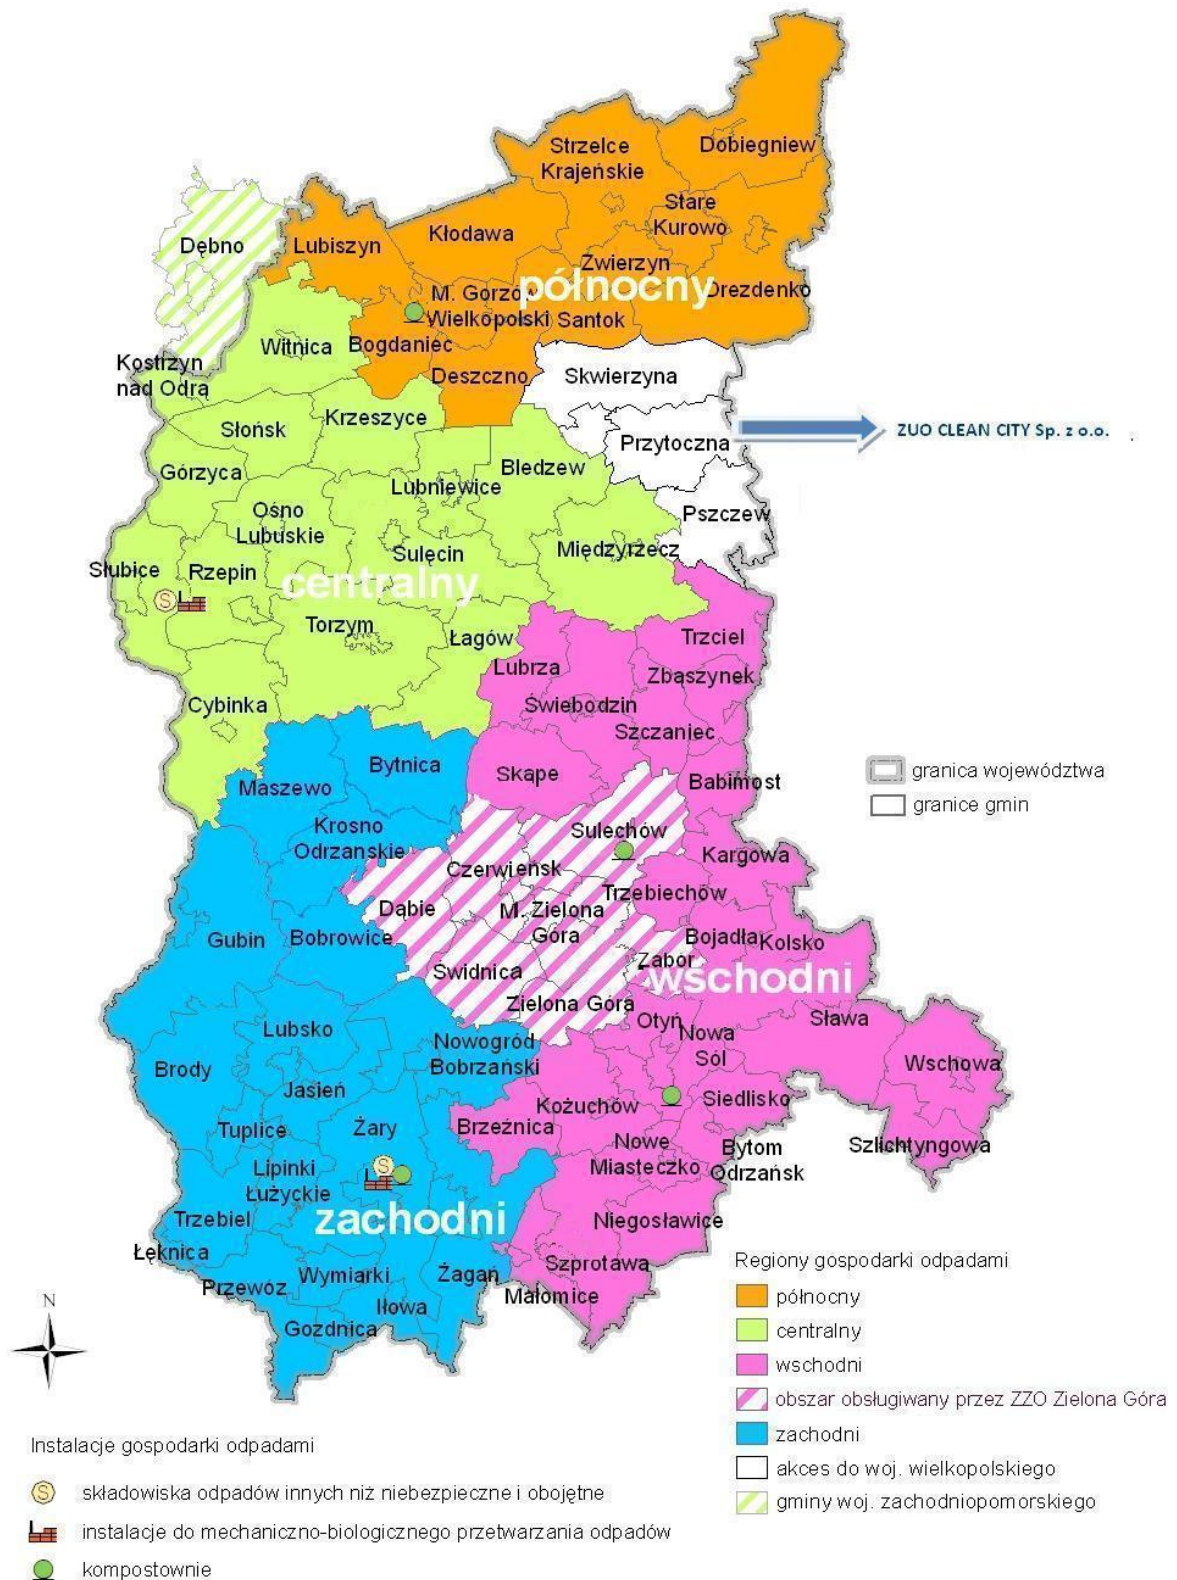 Strzelce
Krajeńskie
Dobiegniew
Stare
Kurowo
Dębno
Lubiszyn
Kłodawa
Zwierzyn
północny
Drezdenko
M. Gorzów
Wielkopolski
Santok
Witnica
Bogdaniec
Deszczno
Skwierzyna
Kostrzyn
nad Odrą
Słońsk
Krzeszyce
Przytoczna
ZUO CLEAN CITY Sp. z o.o.
Górzyca
Bledzew
Lubniewice
Ośno
Lubuskie
Pszczew
Słubice
Rzepin
Sulęcin
Międzyrzecz
centralny
S
Torzym
Łagów
Trzciel
Lubrza
Zbąszynek
Cybinka
Świebodzin
Szczaniec
Maszewo
Bytnica
Skąpe
Babimost
granica województwa
granice gmin
Krosno
Odrzańskie
Sulechów
Czerwieńsk
Kargowa
Trzebiechów
Dąbie
M. Zielona
Góra
Gubin
Bobrowice
Bojadła
Kolsko
Zabór
Świdnica
wschodni
Zielona Góra
Otyń
Nowa
Sól
Sława
Lubsko
Nowogród
Bobrzański
Brody
Wschowa
Jasień
Kożuchów
Siedlisko
Tuplice
Żary
Brzeźnica
Nowe
Miasteczko
Bytom
Odrzańsk
Szlichtyngowa
Lipinki
Łużyckie
S
Trzebiel
zachodni
Niegosławice
Łęknica
Przewóz
Wymiarki
Żagań
Szprotawa
Małomice
Iłowa
Gozdnica
N
Regiony gospodarki odpadami
północny
centralny
wschodni
obszar obsługiwany przez ZZO Zielona Góra
zachodni
akces do woj. wielkopolskiego
gminy woj. zachodniopomorskiego
Instalacje gospodarki odpadami
S składowiska odpadów innych niż niebezpieczne i obojętne
instalacje do mechaniczno-biologicznego przetwarzania odpadów
kompostownie